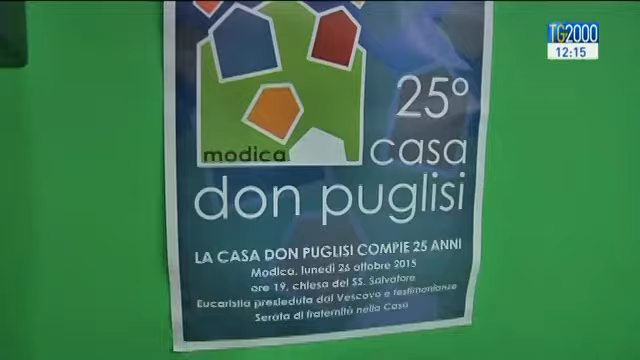 TG2000
12:15
25°
modica
casa
don puglisi
LA CASA DON PUGLISI COMPIE 25 ANNI
Modica, lunedì 26 ottobre 2015
ore 19, chiesa del SS. Salvatore
Eucaristia presieduta dal Vescovo e testimonianze
Serata di fraternità nella Casa